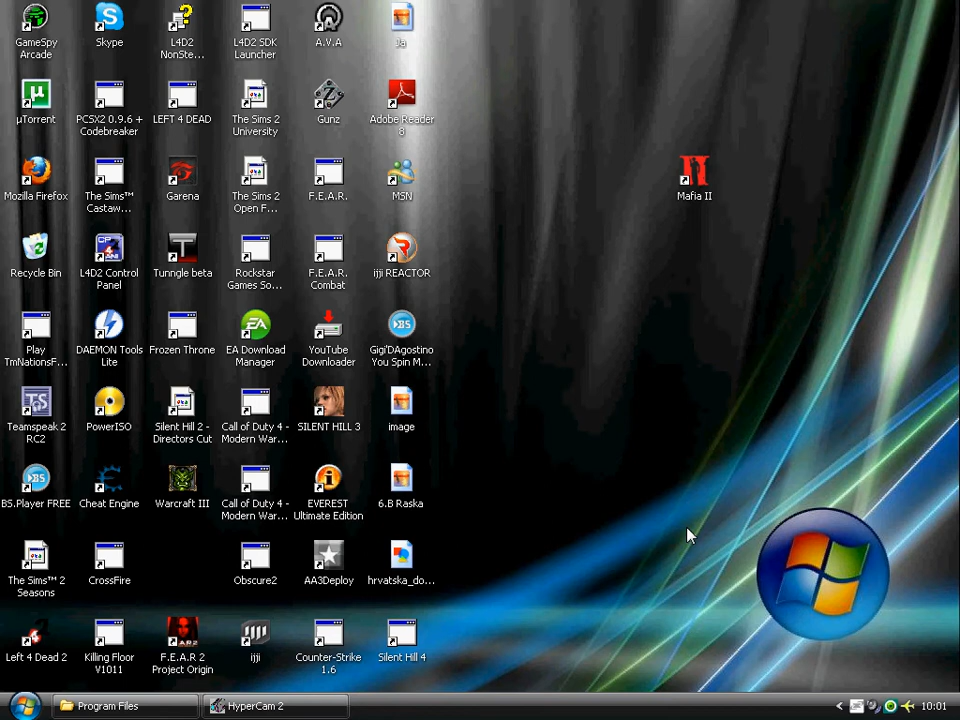 GameSpy
Arcade
Skype
L4D2
NonSte...
L4D2 SDK
Launcher
A.V.A
Ja
µTorrent
PCSX2 0.9.6 +
Codebreaker
LEFT 4 DEAD
The Sims 2
University
Gunz
Adobe Reader
8
Mozilla Firefox
The Sims™
Castaw...
Garena
The Sims 2
Open F...
F.E.A.R.
MSN
Mafia II
Recycle Bin
L4D2 Control
Panel
Tunngle beta
Rockstar
Games So...
F.E.A.R.
Combat
ijji REACTOR
Play
TmNationsF...
DAEMON Tools
Lite
Frozen Throne
EA Download
Manager
YouTube
Downloader
Gigi'DAgostino
You Spin M...
Teamspeak 2
RC2
PowerISO
Silent Hill 2 -
Directors Cut
Call of Duty 4 -
Modern War...
SILENT HILL 3
image
BS.Player FREE
Cheat Engine
Warcraft III
Call of Duty 4 -
Modern War...
EVEREST
Ultimate Edition
6.B Raska
The Sims™ 2
Seasons
CrossFire
Obscure2
AA3Deploy
hrvatska_do...
Left 4 Dead 2
Killing Floor
V1011
F.E.A.R 2
Project Origin
ijji
Counter-Strike
1.6
Silent Hill 4
Program Files
HyperCam 2
10:01